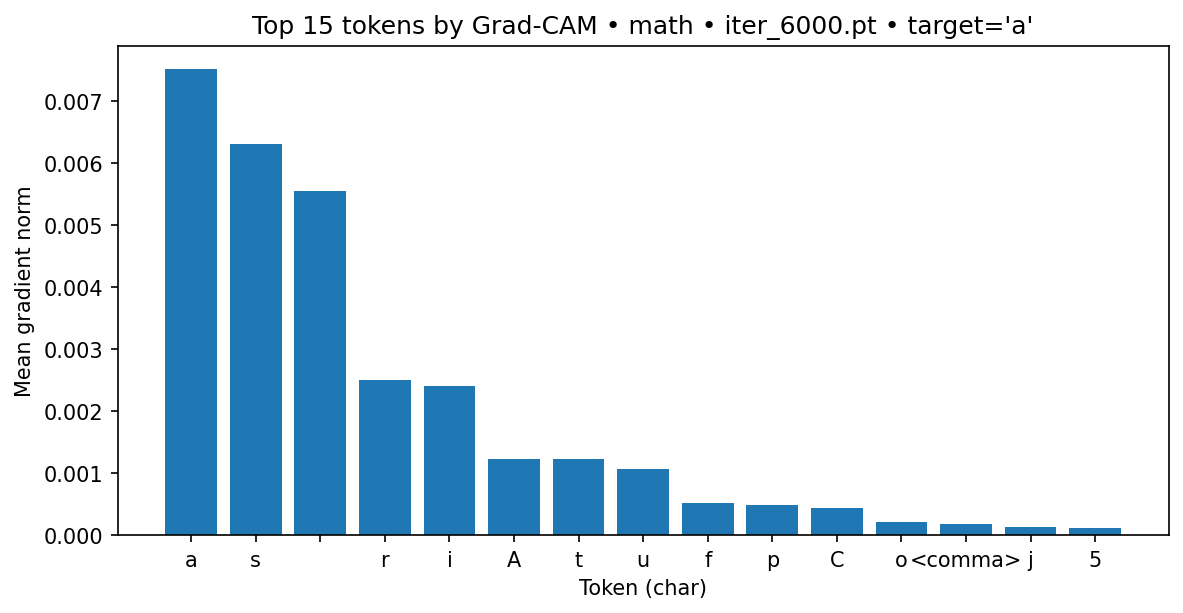 Top 15 tokens by Grad-CAM • math • iter_6000.pt • target='a'
Mean gradient norm
0.007
0.006
0.005
0.004
0.003
0.002
0.001
0.000
a s r i A t u f p C o <comma> j 5
Token (char)